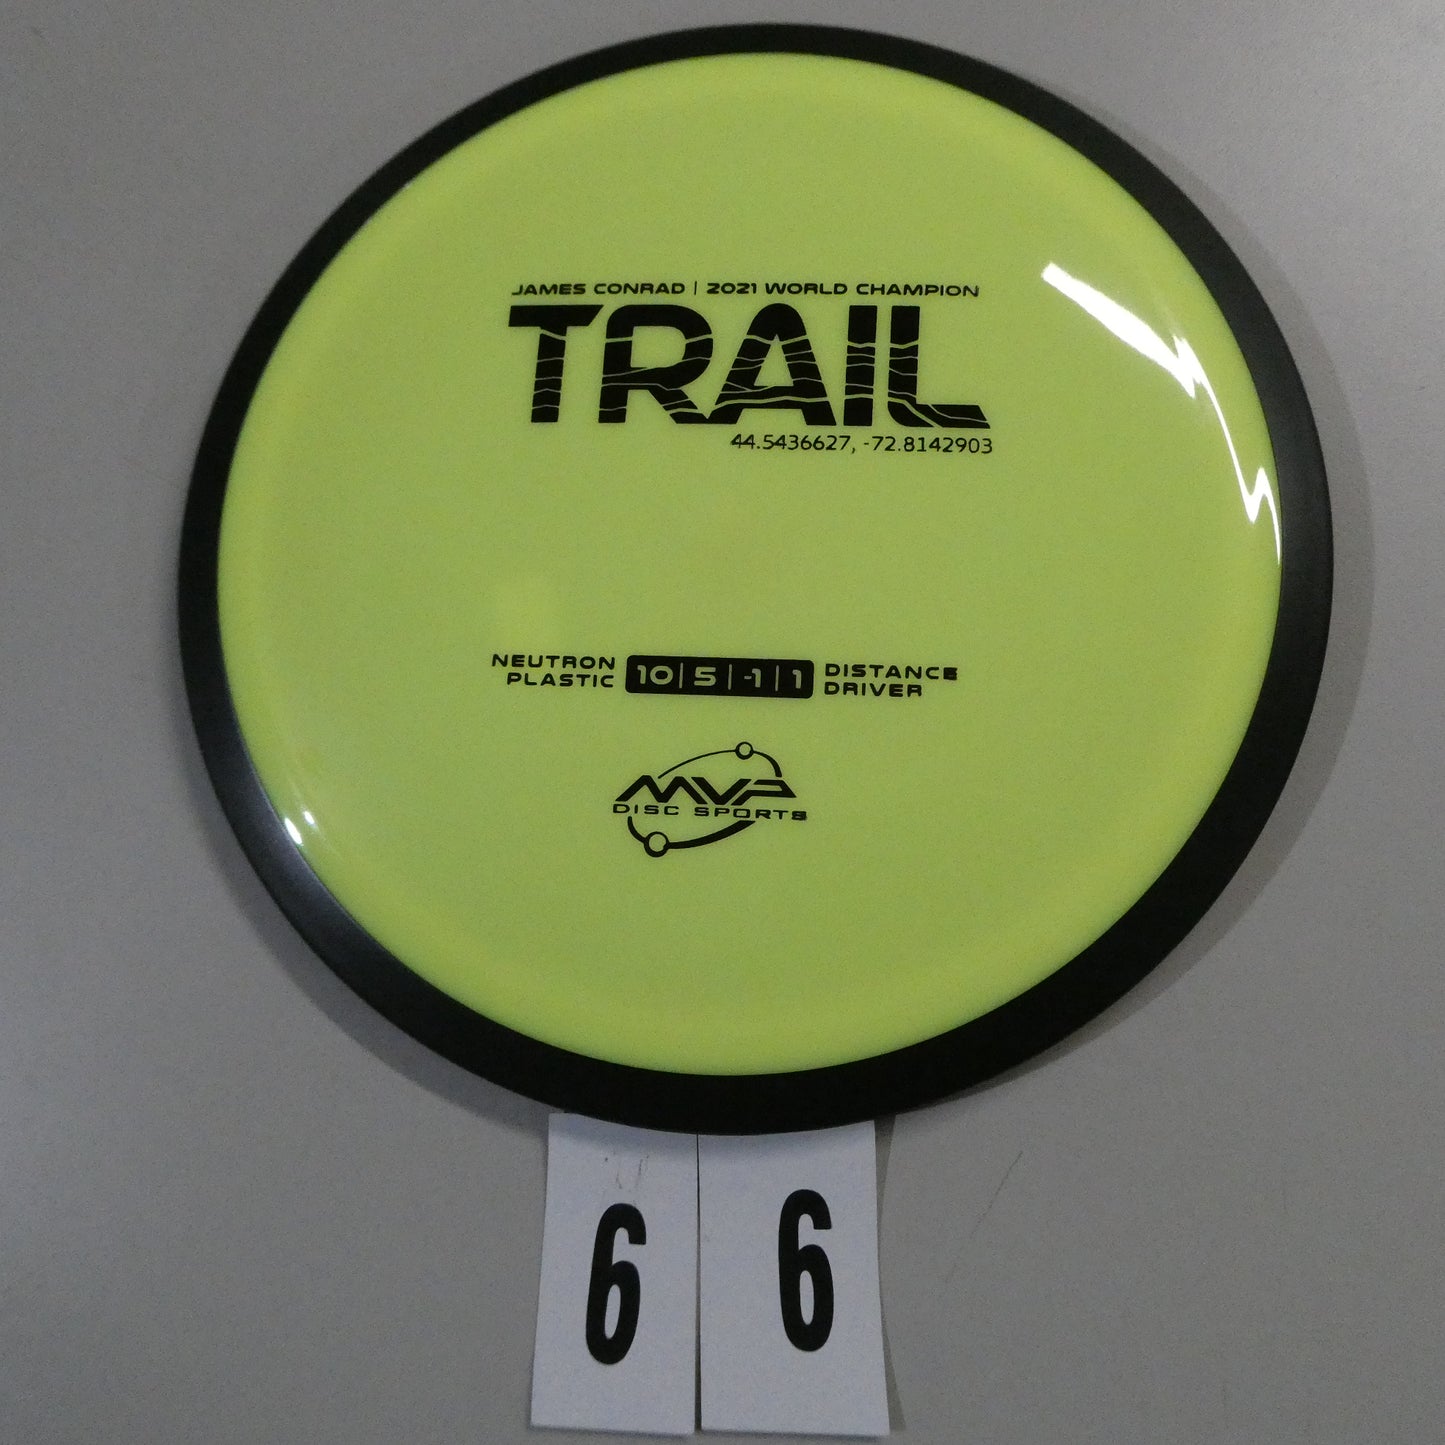 JAMES CONRAD | 2021 WORLD CHAMPION
TRAIL
44.5436627, -72.8142903
NEUTRON PLASTIC 10 | 5 | -1 | 1 DISTANCE DRIVER
MVP
DISC SPORTS
6 6